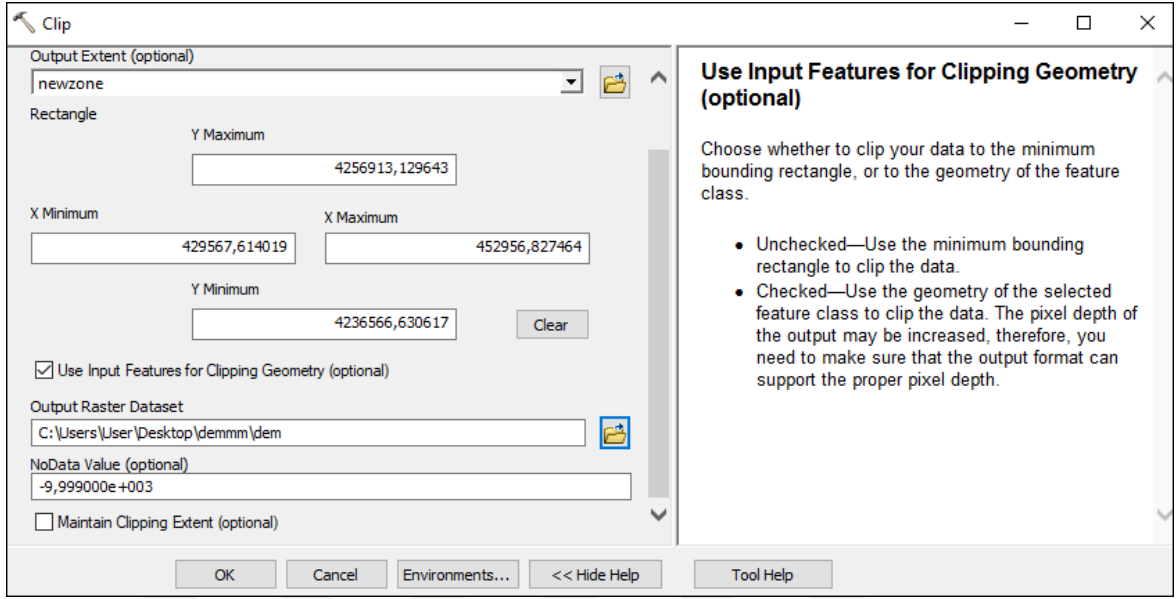 Clip
Output Extent (optional)
newzone
Rectangle
Y Maximum
4256913,129643
X Minimum
X Maximum
429567,614019
452956,827464
Y Minimum
4236566,630617
Clear
Use Input Features for Clipping Geometry (optional)
Output Raster Dataset
C:\Users\User\Desktop\demmm\dem
NoData Value (optional)
-9,999000e+003
Maintain Clipping Extent (optional)
Use Input Features for Clipping Geometry
(optional)
Choose whether to clip your data to the minimum
bounding rectangle, or to the geometry of the feature
class.
• Unchecked—Use the minimum bounding
rectangle to clip the data.
• Checked—Use the geometry of the selected
feature class to clip the data. The pixel depth of
the output may be increased, therefore, you
need to make sure that the output format can
support the proper pixel depth.
OK
Cancel
Environments...
<< Hide Help
Tool Help